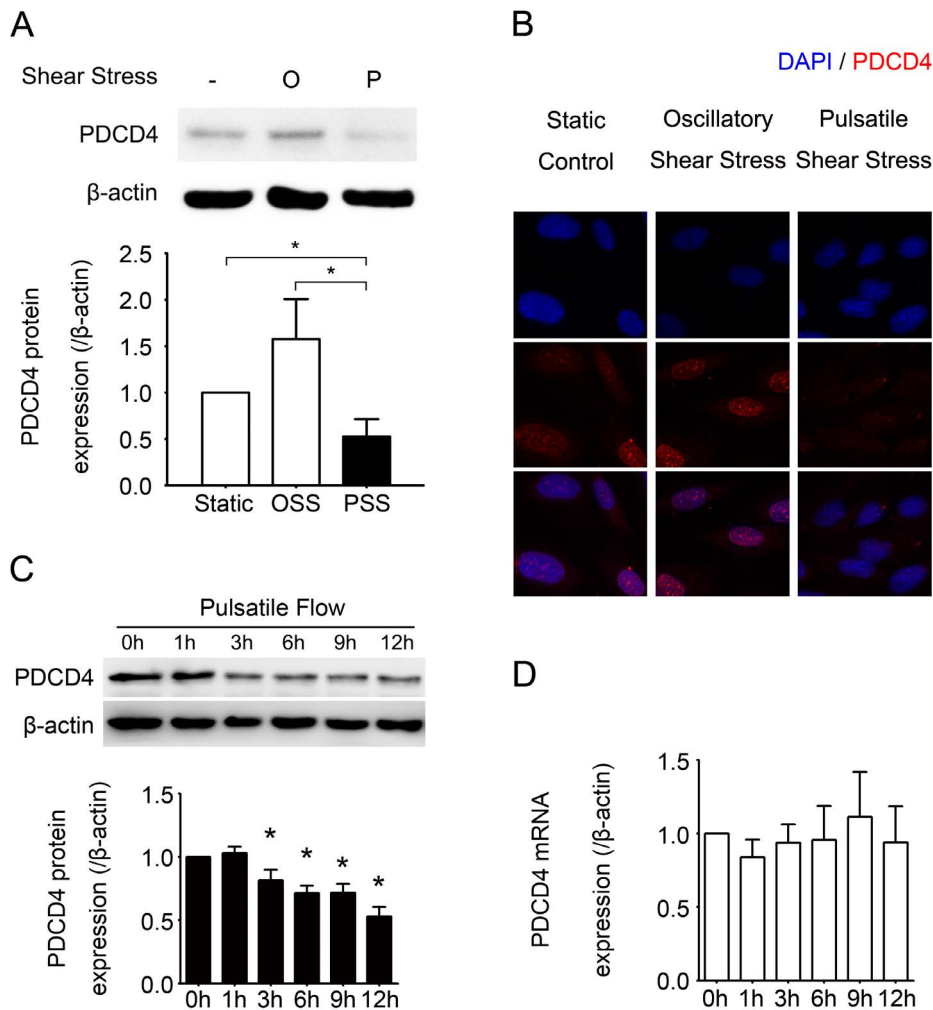 A
Shear Stress - O P
PDCD4
β-actin
PDCD4 protein
expression (/β-actin)
2.5
2.0
1.5
1.0
0.5
0.0
*
*
Static OSS PSS
B
DAPI / PDCD4
Static Oscillatory Pulsatile
Control Shear Stress Shear Stress
C
Pulsatile Flow
0h 1h 3h 6h 9h 12h
PDCD4
β-actin
PDCD4 protein
expression (/β-actin)
1.5
1.0
0.5
0.0
* * * *
0h 1h 3h 6h 9h 12h
D
PDCD4 mRNA
expression (/β-actin)
1.5
1.0
0.5
0.0
0h 1h 3h 6h 9h 12h